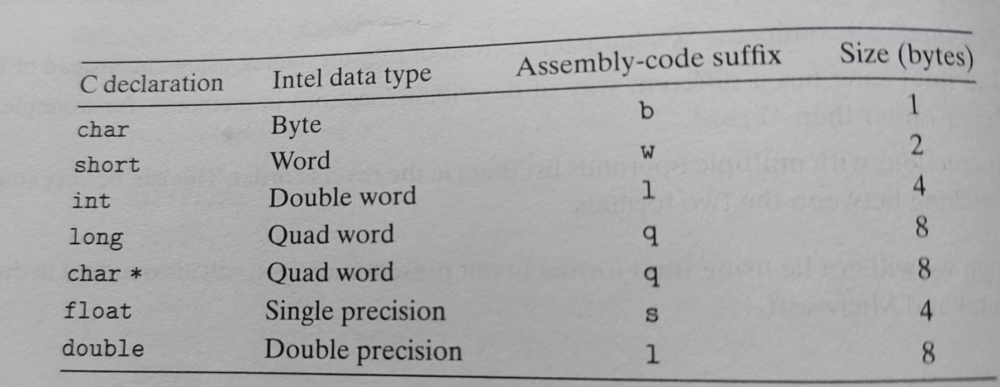 C declaration Intel data type Assembly-code suffix Size (bytes)
char Byte b 1
short Word w 2
int Double word l 4
long Quad word q 8
char * Quad word q 8
float Single precision s 4
double Double precision l 8